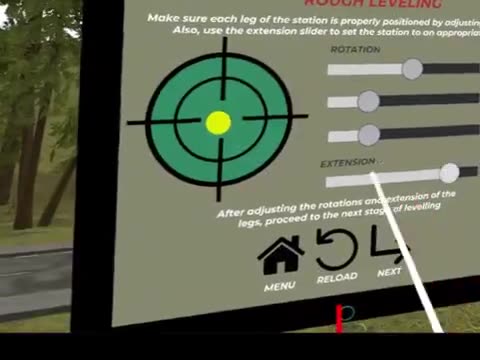 ROUGH LEVELING
Make sure each leg of the station is properly positioned by adjusting
Also, use the extension slider to set the station to an
ROTATION
EXTENSION
After adjusting the rotations and extension of the
legs, proceed to the next stage of levelling
MENU
RELOAD
NEXT